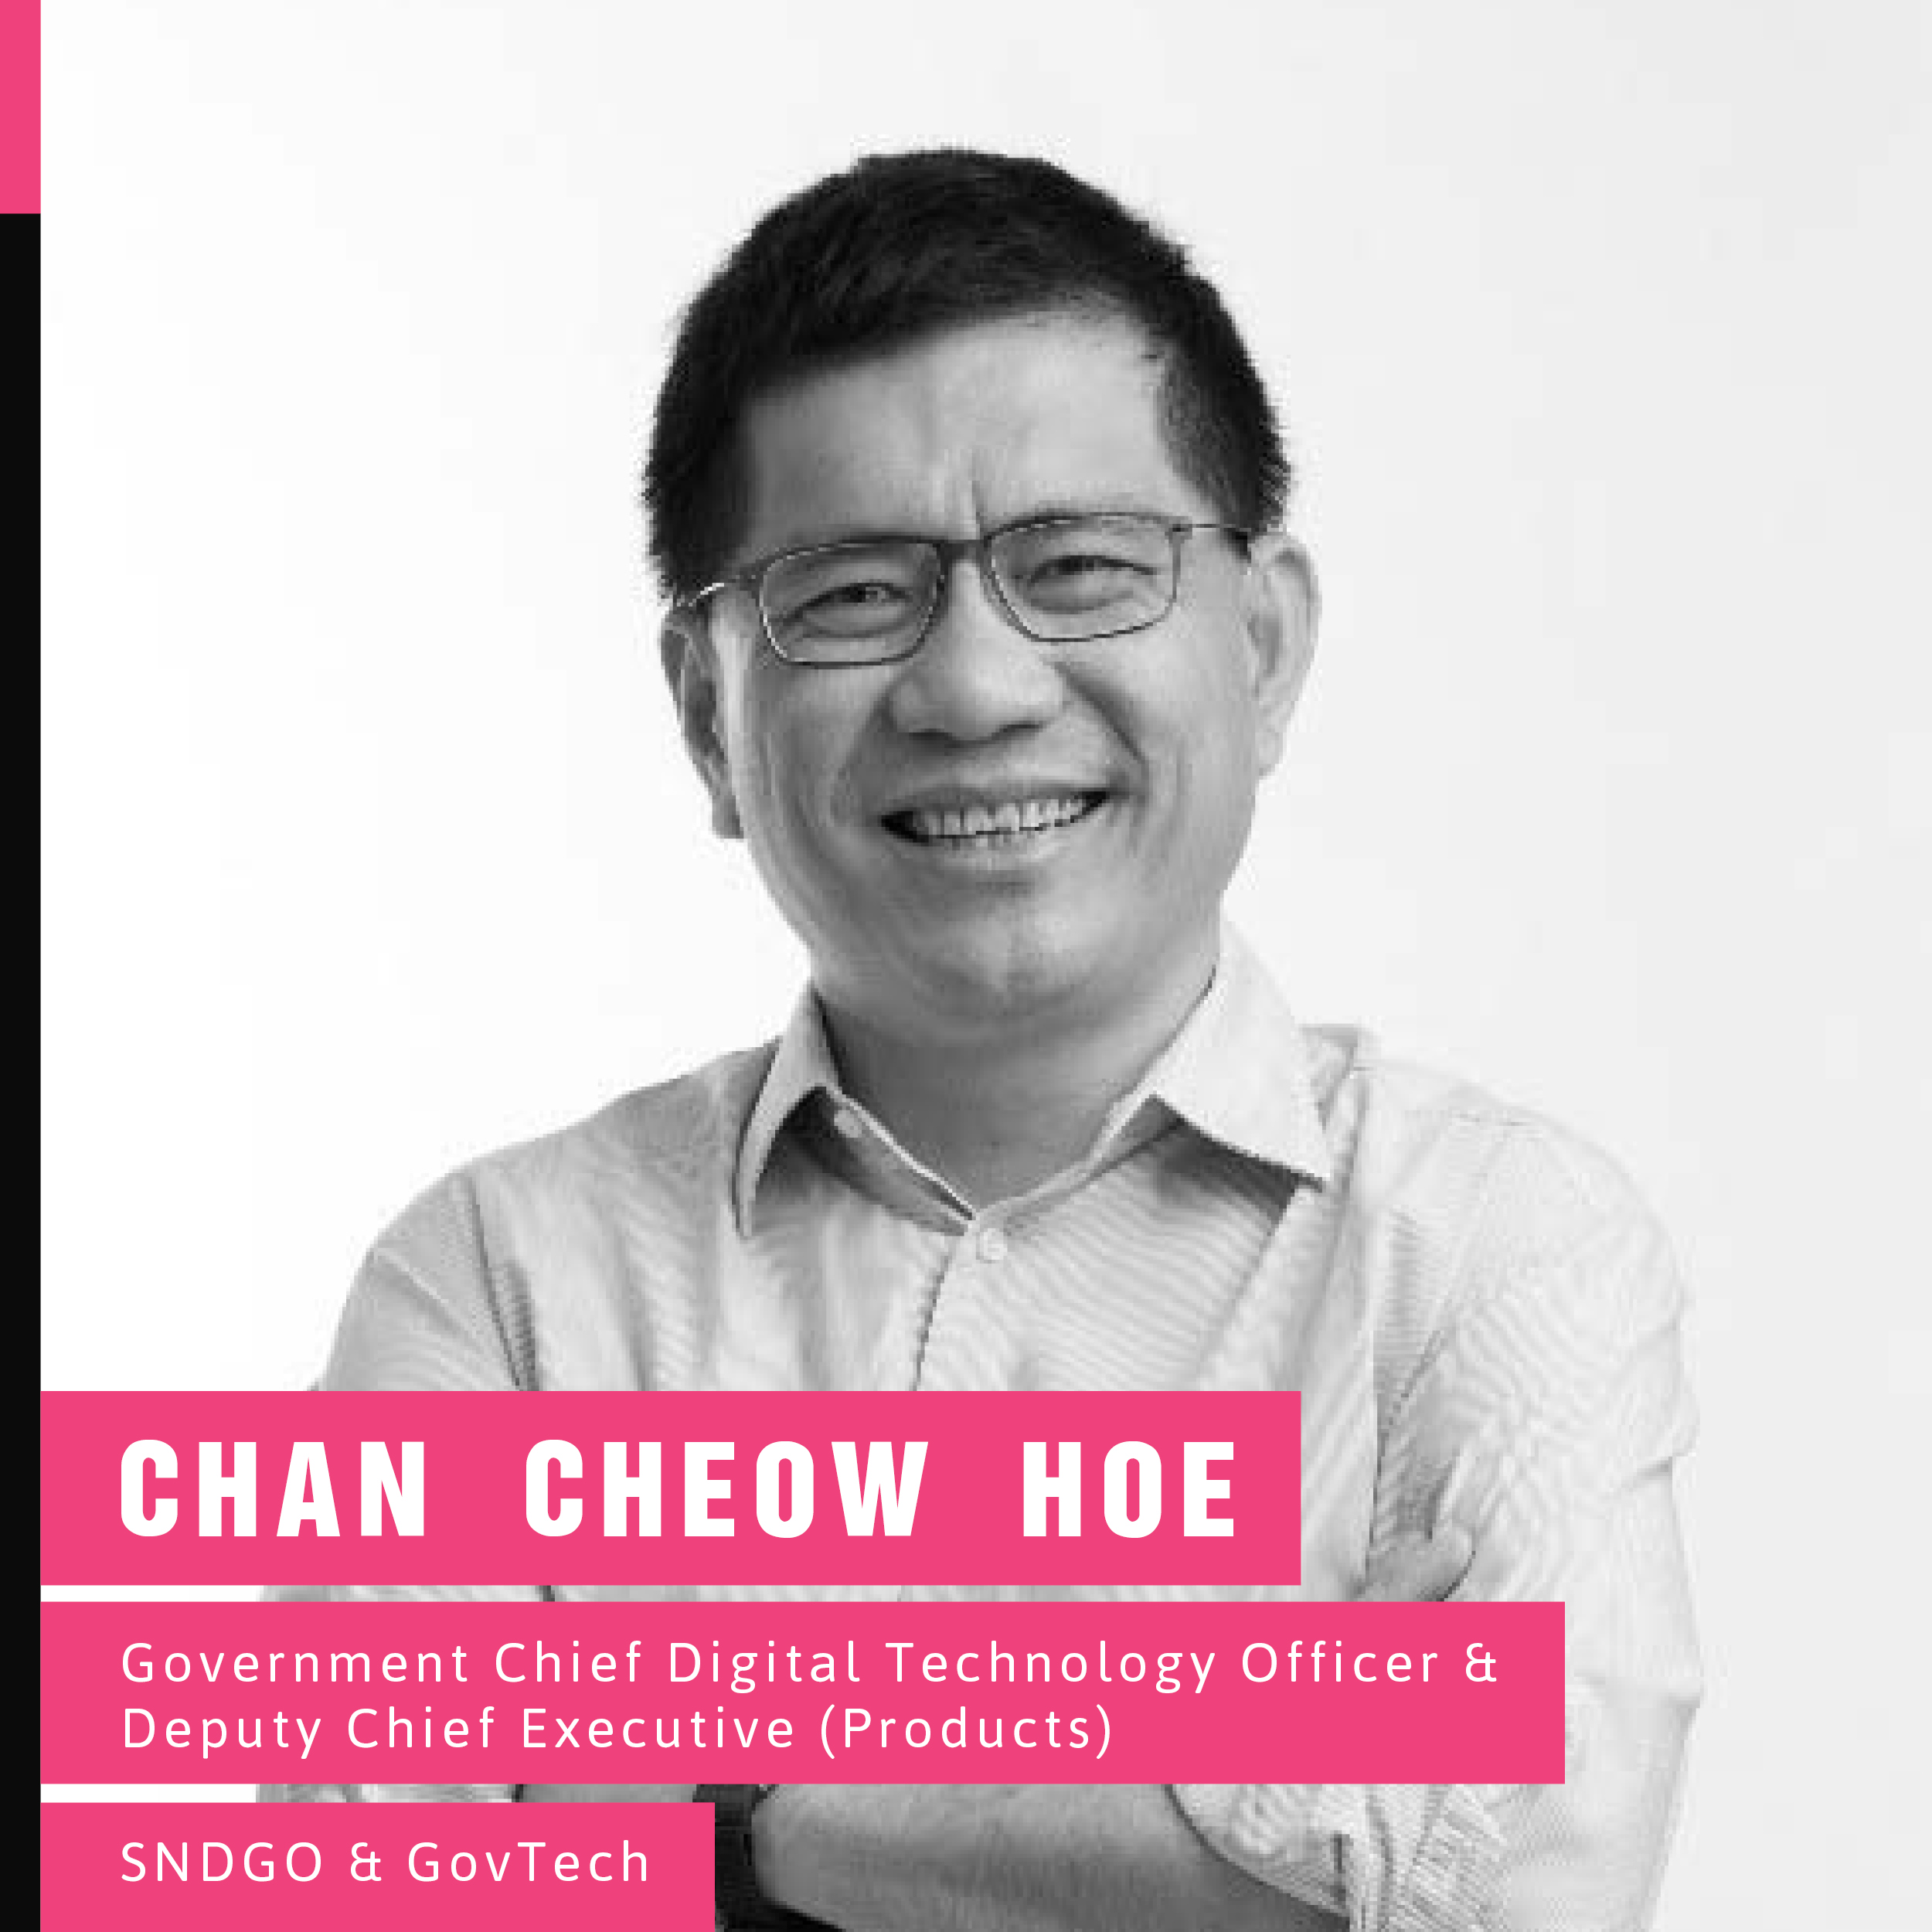 CHAN CHEOW HOE
Government Chief Digital Technology Officer &
Deputy Chief Executive (Products)
SNDGO & GovTech